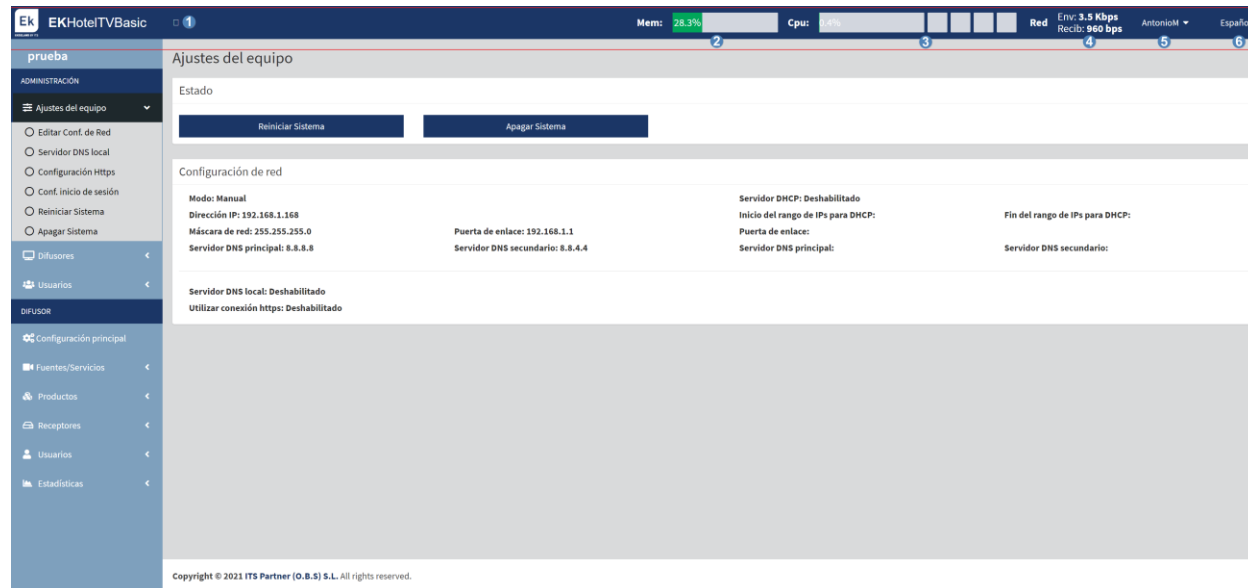 Ek EKHotelTVBasic 1 Mem: 28.3% Cpu: 0.4% Red Env: 3.5 Kbps Recib: 960 bps AntonioM Españo
2 3 4 5 6
prueba
ADMINISTRACIÓN
Ajustes del equipo
Editar Conf. de Red
Servidor DNS local
Configuración Https
Conf. inicio de sesión
Reiniciar Sistema
Apagar Sistema
Difusores
Usuarios
DIFUSOR
Configuración principal
Fuentes/Servicios
Productos
Receptores
Usuarios
Estadísticas
Ajustes del equipo
Estado
Reiniciar Sistema Apagar Sistema
Configuración de red
Modo: Manual Servidor DHCP: Deshabilitado
Dirección IP: 192.168.1.168 Inicio del rango de IPs para DHCP: Fin del rango de IPs para DHCP:
Máscara de red: 255.255.255.0 Puerta de enlace: 192.168.1.1 Puerta de enlace:
Servidor DNS principal: 8.8.8.8 Servidor DNS secundario: 8.8.4.4 Servidor DNS principal: Servidor DNS secundario:
Servidor DNS local: Deshabilitado
Utilizar conexión https: Deshabilitado
Copyright © 2021 ITS Partner (O.B.S) S.L. All rights reserved.